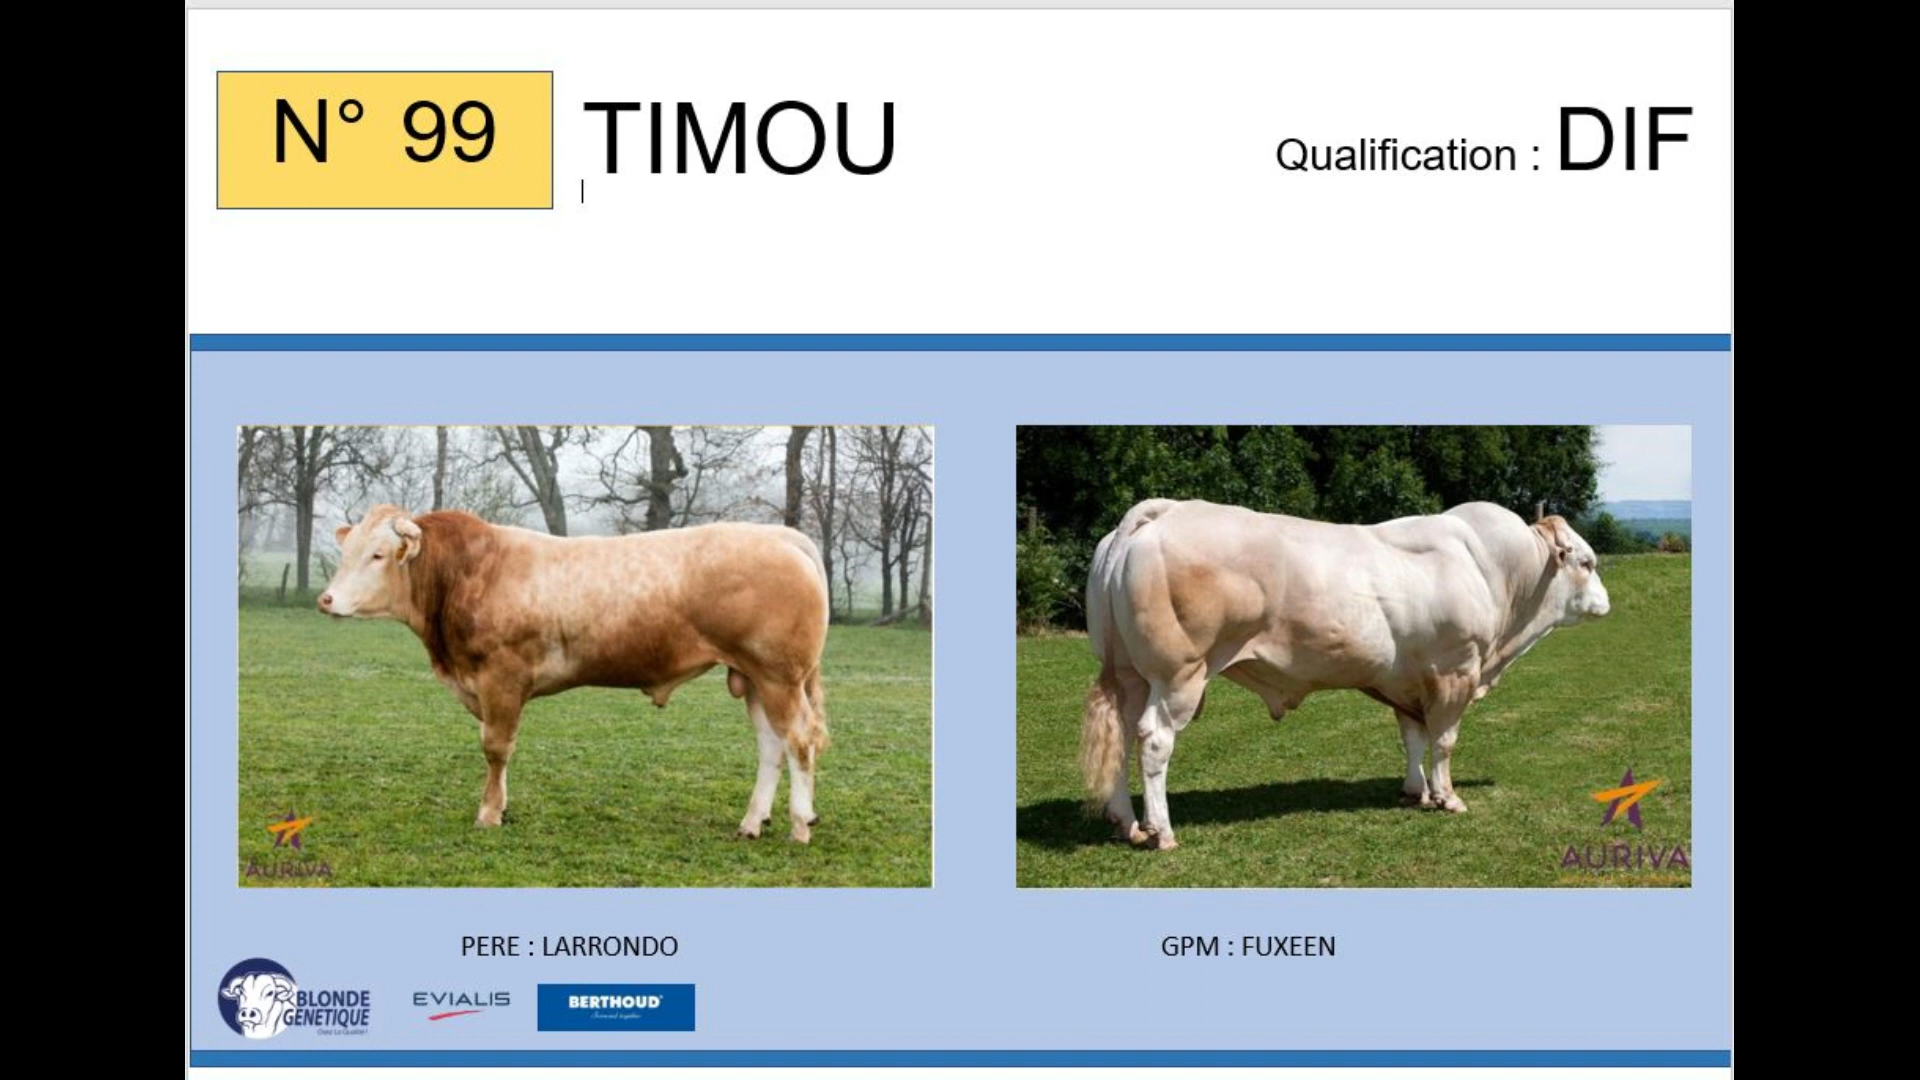 N° 99
TIMOU
Qualification : DIF
AURIVA
AURIVA
PERE : LARRONDO
GPM : FUXEEN
BLONDE
GENETIQUE
EVIALIS
BERTHOUD